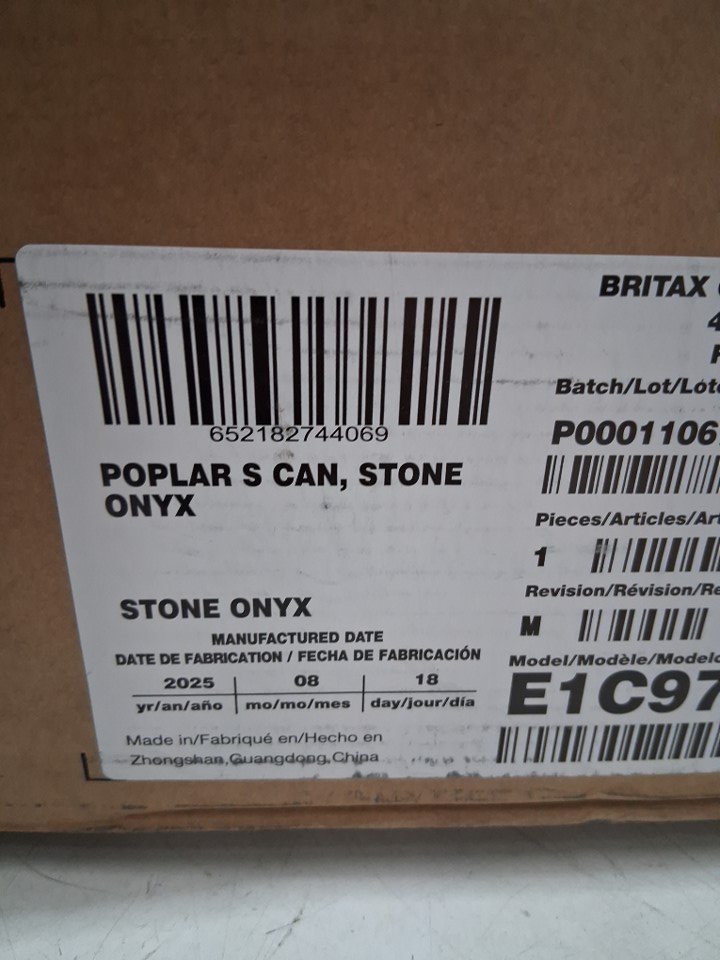 652182744069
POPLAR S CAN, STONE
ONYX
STONE ONYX
MANUFACTURED DATE
DATE DE FABRICATION / FECHA DE FABRICACIÓN
2025 08 18
yr/an/año mo/mo/mes day/jour/día
Made in/Fabriqué en/Hecho en
Zhongshan,Guangdong,China
BRITAX
Batch/Lot/Lote
P0001106
Pieces/Articles/Art
1
Revision/Révision/Re
M
Model/Modèle/Modelo
E1C97